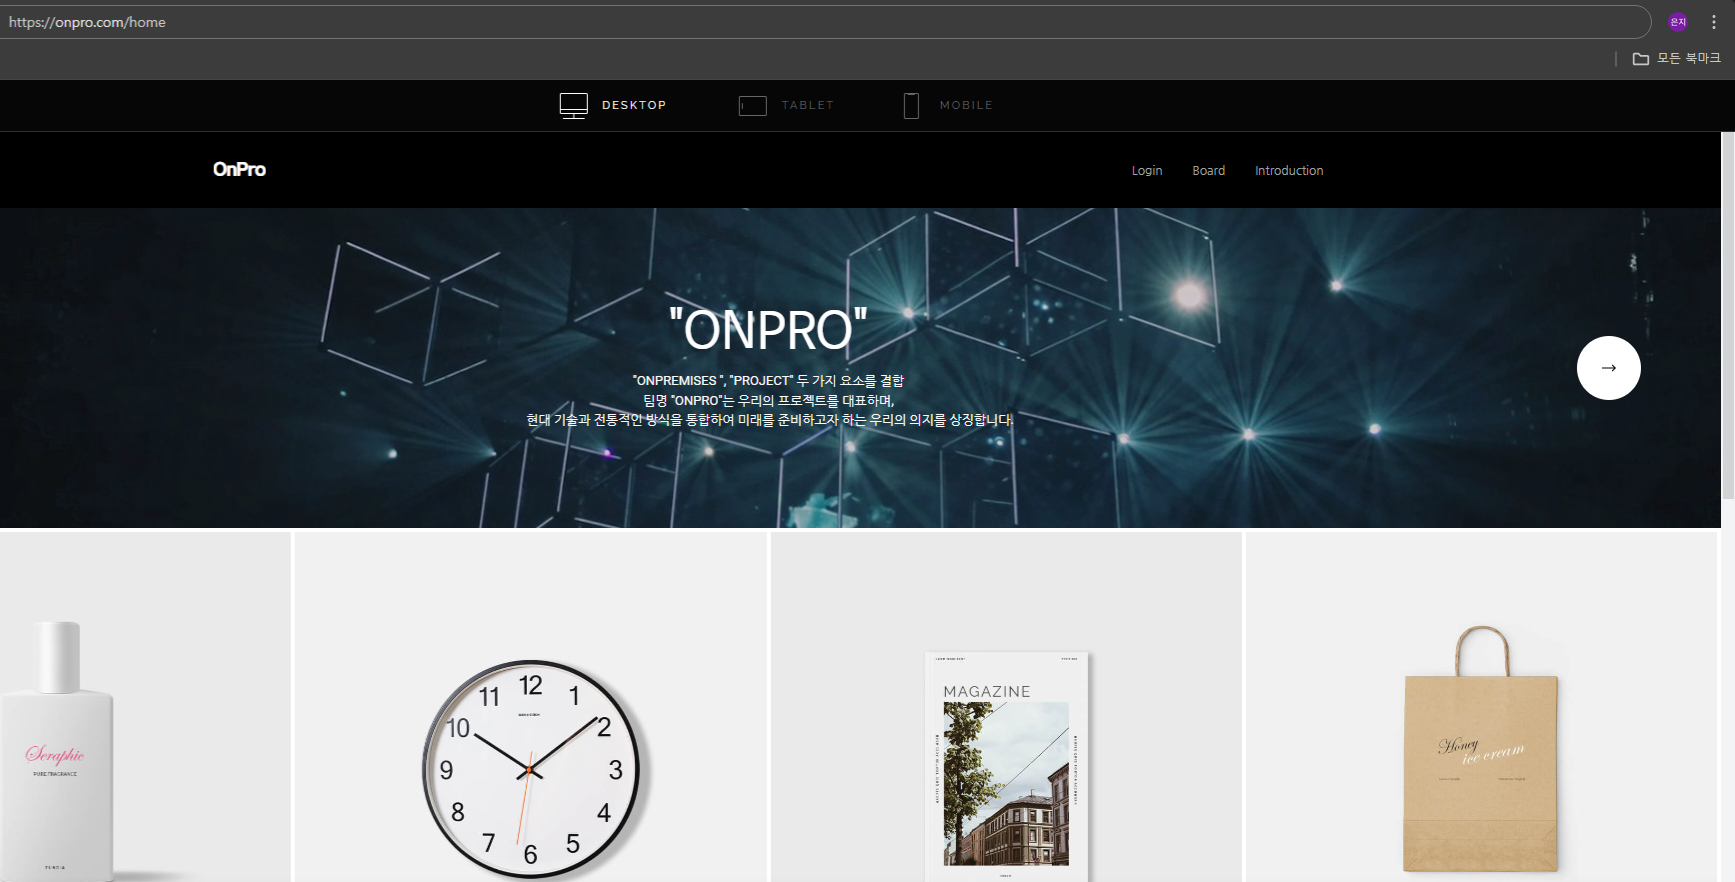 https://onpro.com/home
은지
모든 북마크
DESKTOP
TABLET
MOBILE
OnPro
Login
Board
Introduction
"ONPRO"
"ONPREMISES ", "PROJECT" 두 가지 요소를 결합
팀명 "ONPRO"는 우리의 프로젝트를 대표하며,
현대 기술과 전통적인 방식을 통합하여 미래를 준비하고자 하는 우리의 의지를 상징합니다.
Seraphic
PURE FRAGRANCE
12
1
2
3
4
5
6
7
8
9
10
11
MAGAZINE
Honey
ice cream